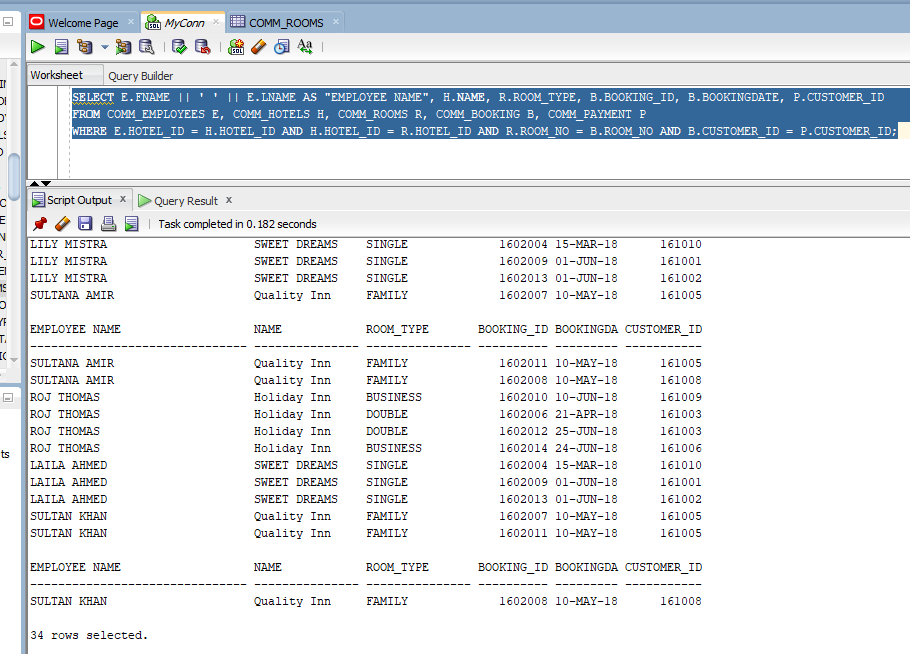 Welcome Page
MyConn
COMM_ROOMS
Worksheet Query Builder
SELECT E.FNAME || ' ' || E.LNAME AS "EMPLOYEE NAME", H.NAME, R.ROOM_TYPE, B.BOOKING_ID, B.BOOKINGDATE, P.CUSTOMER_ID
FROM COMM_EMPLOYEES E, COMM_HOTELS H, COMM_ROOMS R, COMM_BOOKING B, COMM_PAYMENT P
WHERE E.HOTEL_ID = H.HOTEL_ID AND H.HOTEL_ID = R.HOTEL_ID AND R.ROOM_NO = B.ROOM_NO AND B.CUSTOMER_ID = P.CUSTOMER_ID;
Script Output x Query Result x
Task completed in 0.182 seconds
LILY MISTRA SWEET DREAMS SINGLE 1602004 15-MAR-18 161010
LILY MISTRA SWEET DREAMS SINGLE 1602009 01-JUN-18 161001
LILY MISTRA SWEET DREAMS SINGLE 1602013 01-JUN-18 161002
SULTANA AMIR Quality Inn FAMILY 1602007 10-MAY-18 161005
EMPLOYEE NAME NAME ROOM_TYPE BOOKING_ID BOOKINGDA CUSTOMER_ID
SULTANA AMIR Quality Inn FAMILY 1602011 10-MAY-18 161005
SULTANA AMIR Quality Inn FAMILY 1602008 10-MAY-18 161008
ROJ THOMAS Holiday Inn BUSINESS 1602010 10-JUN-18 161009
ROJ THOMAS Holiday Inn DOUBLE 1602006 21-APR-18 161003
ROJ THOMAS Holiday Inn DOUBLE 1602012 25-JUN-18 161003
ROJ THOMAS Holiday Inn BUSINESS 1602014 24-JUN-18 161006
LAILA AHMED SWEET DREAMS SINGLE 1602004 15-MAR-18 161010
LAILA AHMED SWEET DREAMS SINGLE 1602009 01-JUN-18 161001
LAILA AHMED SWEET DREAMS SINGLE 1602013 01-JUN-18 161002
SULTAN KHAN Quality Inn FAMILY 1602007 10-MAY-18 161005
SULTAN KHAN Quality Inn FAMILY 1602011 10-MAY-18 161005
EMPLOYEE NAME NAME ROOM_TYPE BOOKING_ID BOOKINGDA CUSTOMER_ID
SULTAN KHAN Quality Inn FAMILY 1602008 10-MAY-18 161008
34 rows selected.